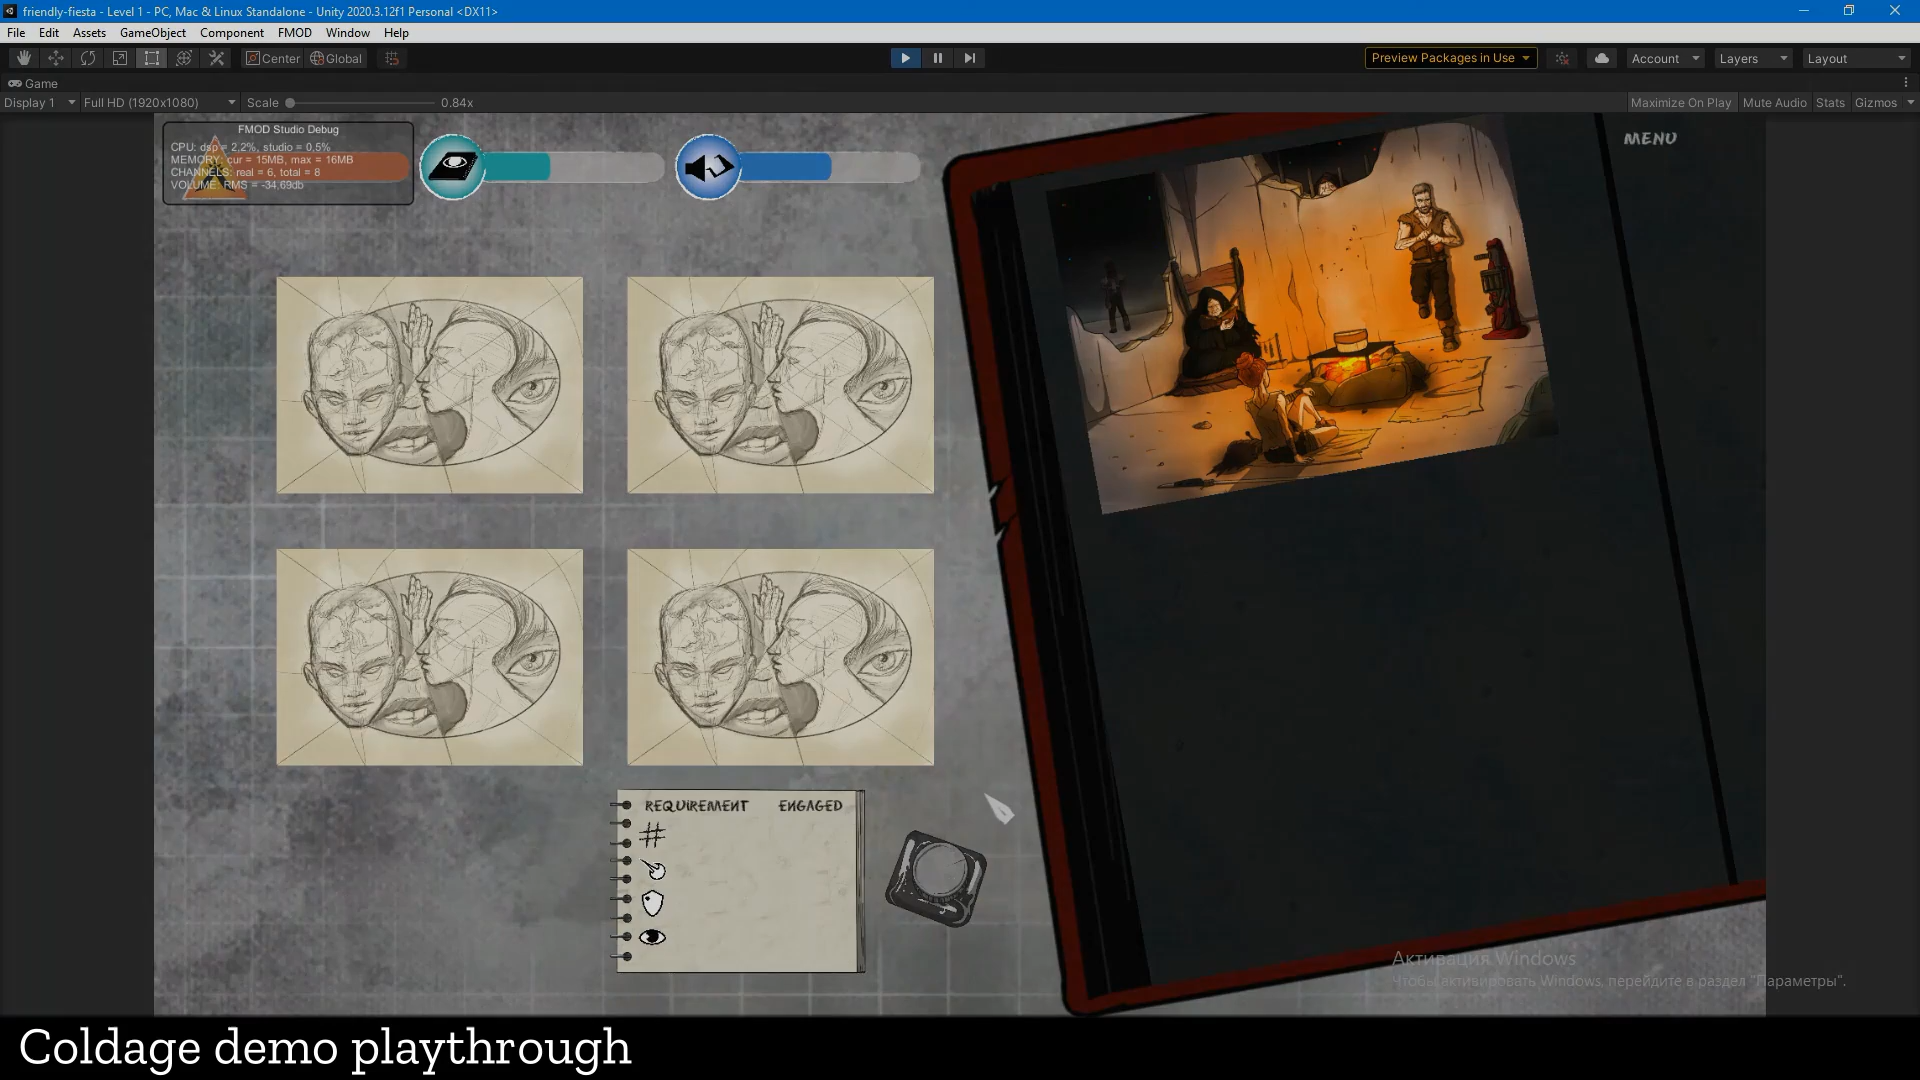 friendly-fiesta - Level 1 - PC, Mac & Linux Standalone - Unity 2020.3.12f1 Personal <DX11>
File Edit Assets GameObject Component FMOD Window Help
Center Global Preview Packages in Use Account Layers Layout
Game
Display 1 Full HD (1920x1080) Scale 0.84x Maximize On Play Mute Audio Stats Gizmos
FMOD Studio Debug
CPU: dsp = 2,2%, studio = 0,5%
MEMORY: cur = 15MB, max = 16MB
CHANNELS: real = 6, total = 8
VOLUME: RMS = -34,69db
MENU
REQUIREMENT ENGAGED
Активация Windows
Чтобы активировать Windows, перейдите в раздел "Параметры".
Coldage demo playthrough